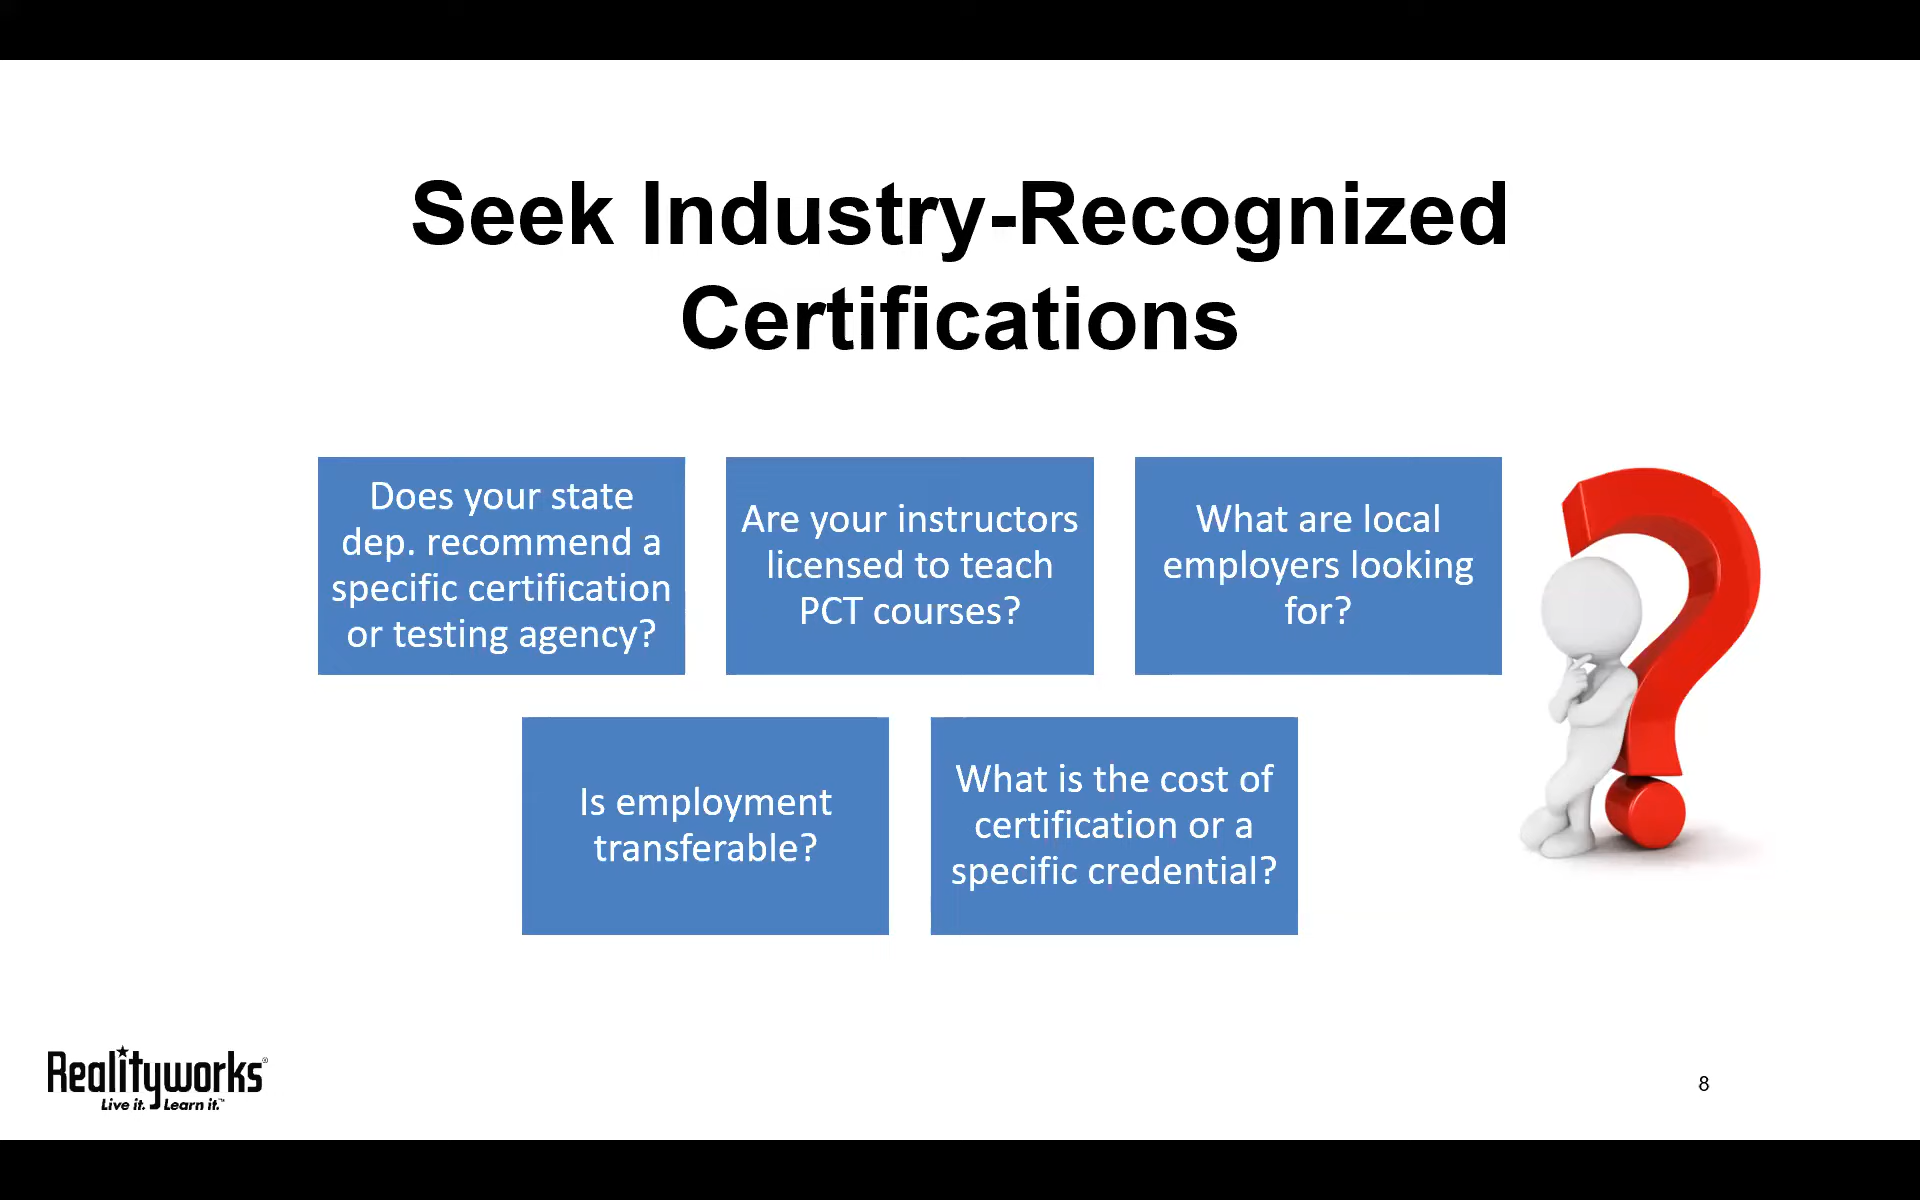 Seek Industry-Recognized
Certifications
Does your state
dep. recommend a
specific certification
or testing agency?
Are your instructors
licensed to teach
PCT courses?
What are local
employers looking
for?
Is employment
transferable?
What is the cost of
certification or a
specific credential?
Realityworks®
Live it. Learn it.™
8